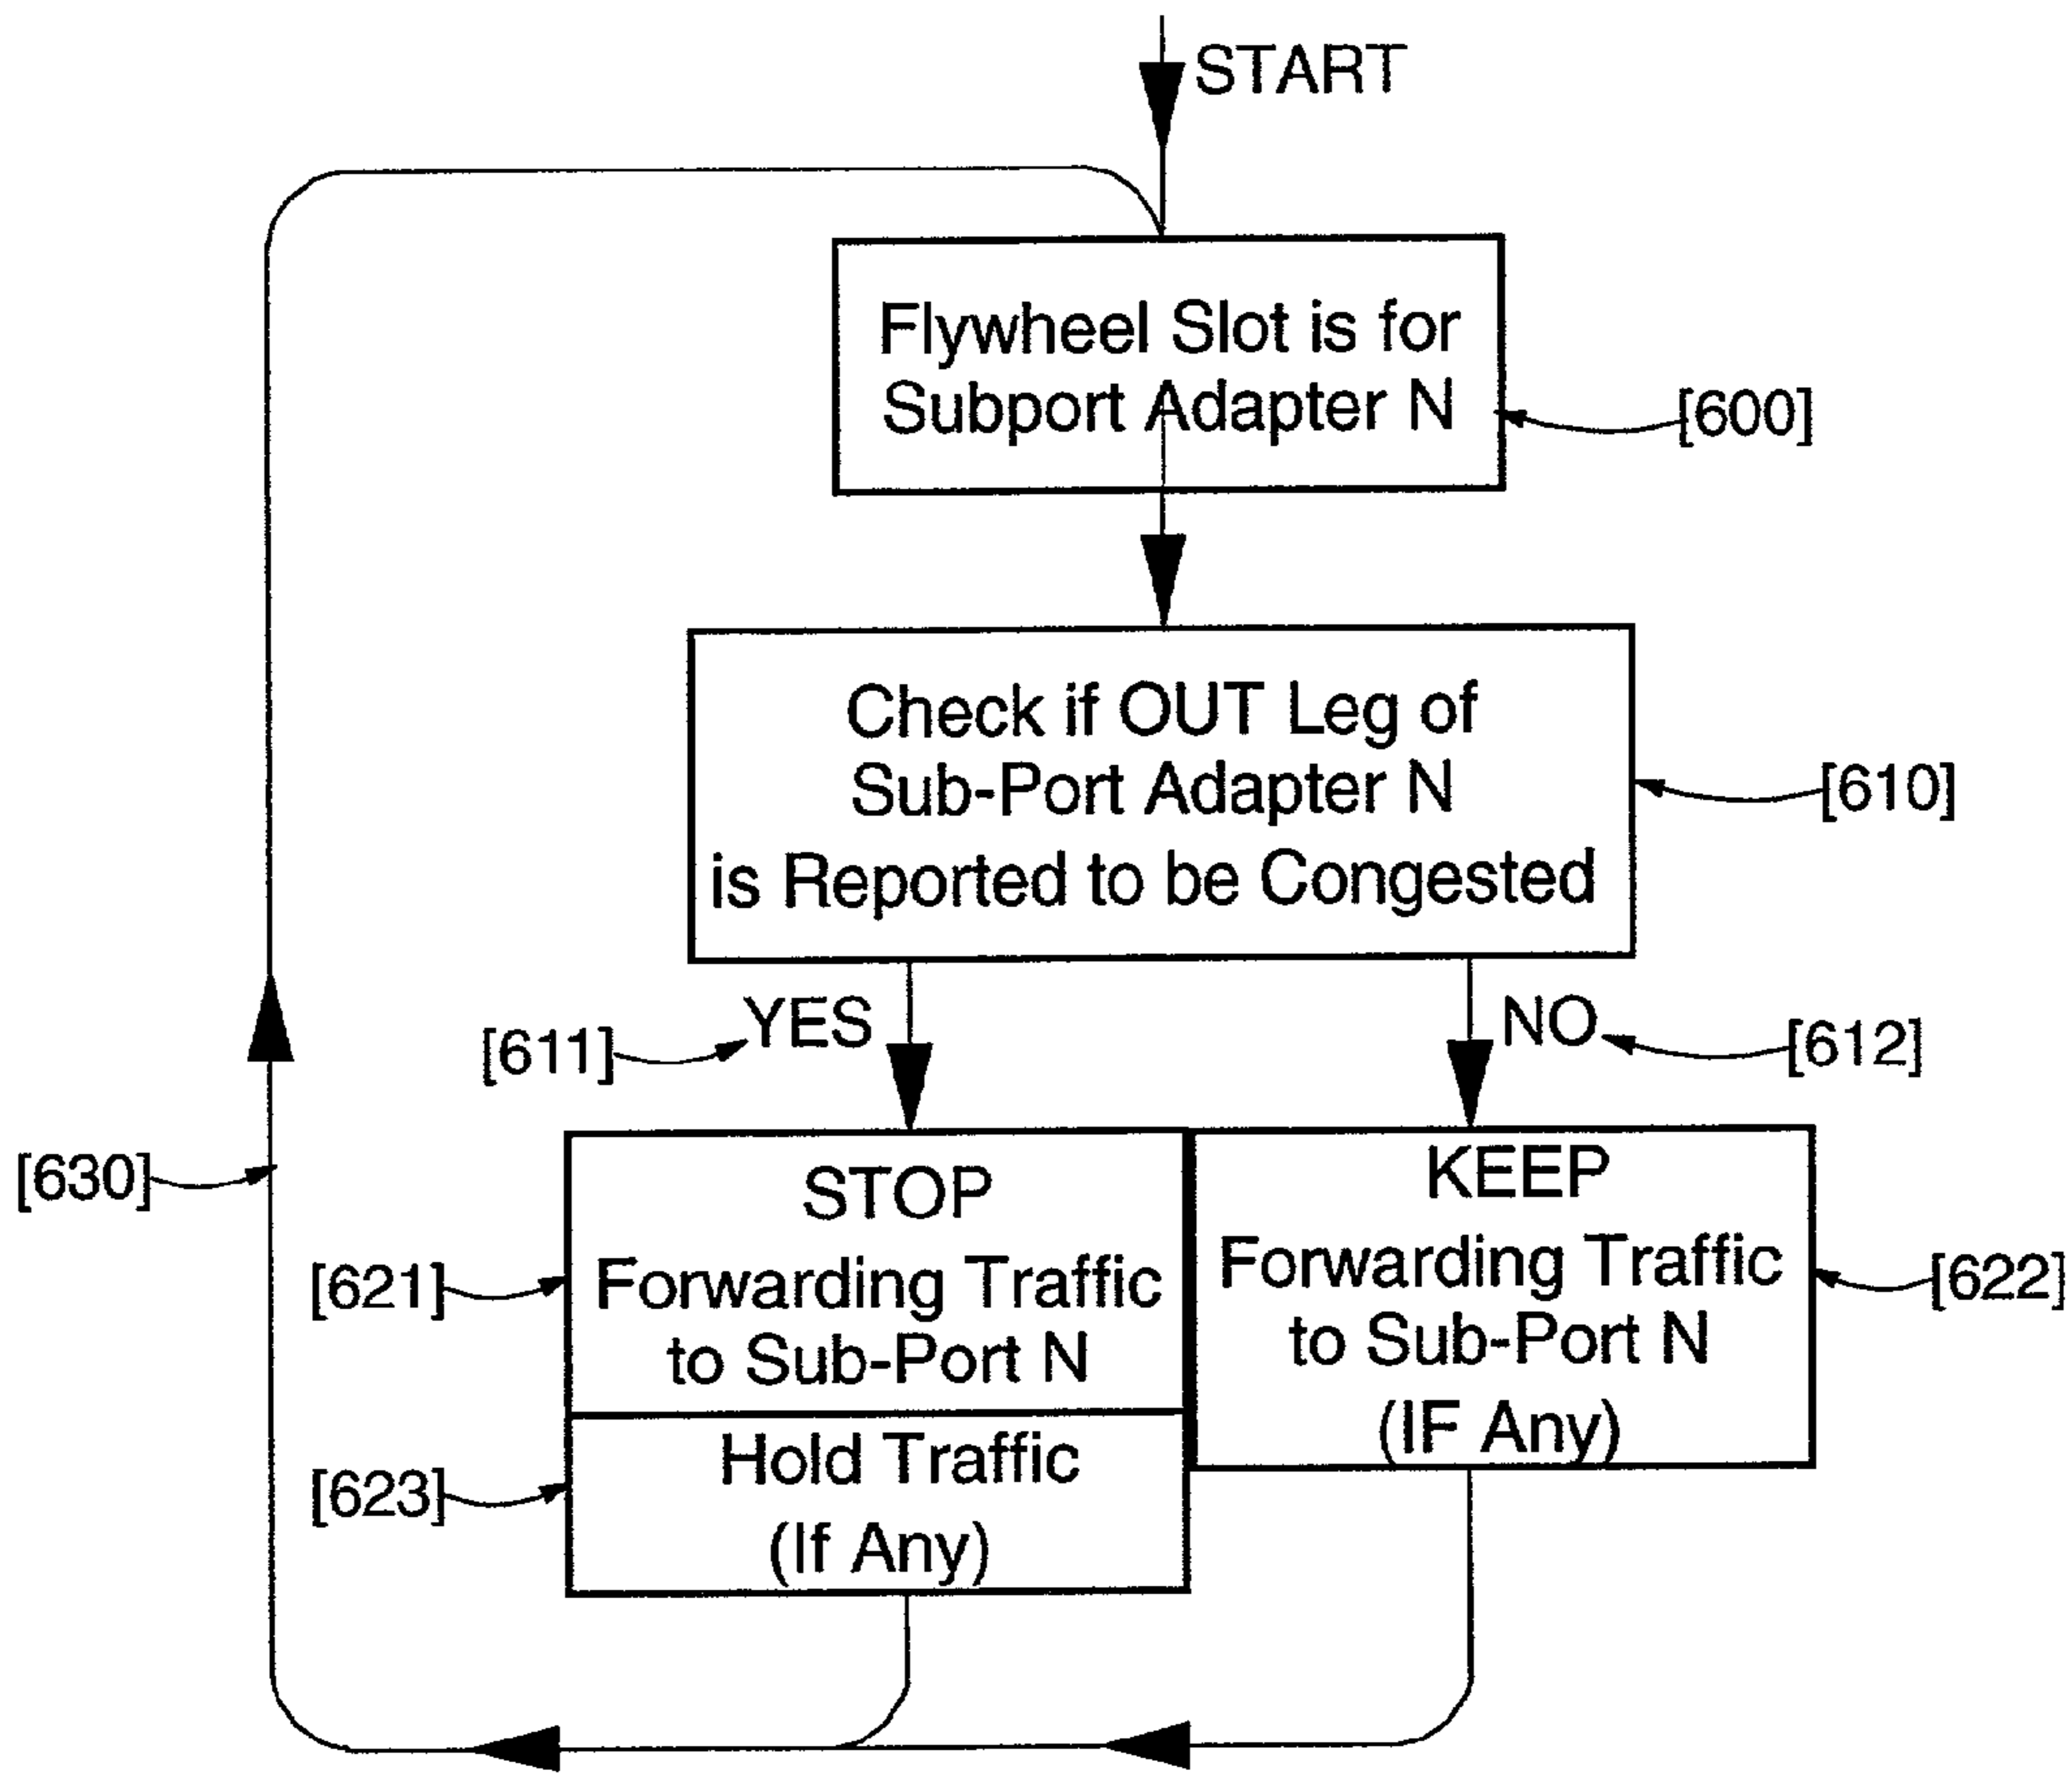 START
Flywheel Slot is for
Subport Adapter N
[600]
Check if OUT Leg of
Sub-Port Adapter N
is Reported to be Congested
[610]
YES
[611]
NO
[612]
[630]
STOP
Forwarding Traffic
to Sub-Port N
[621]
KEEP
Forwarding Traffic
to Sub-Port N
(IF Any)
[622]
Hold Traffic
(If Any)
[623]